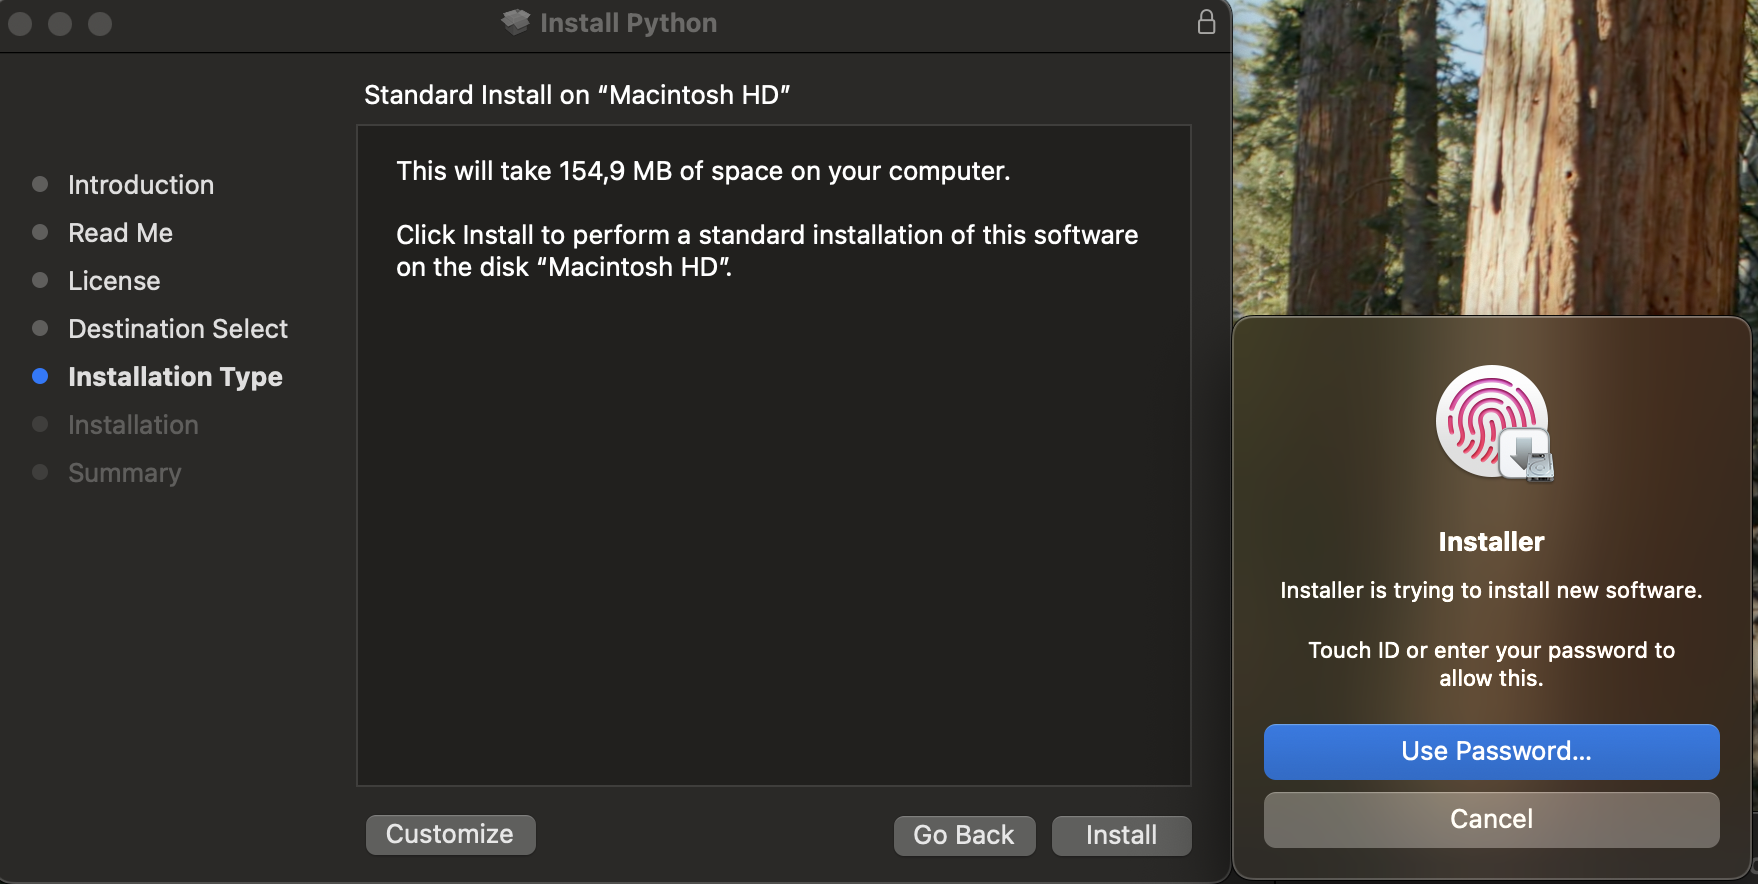 Install Python
Standard Install on “Macintosh HD”
Introduction
Read Me
License
Destination Select
Installation Type
Installation
Summary
This will take 154,9 MB of space on your computer.
Click Install to perform a standard installation of this software
on the disk “Macintosh HD”.
Customize
Go Back
Install
Installer
Installer is trying to install new software.
Touch ID or enter your password to
allow this.
Use Password...
Cancel